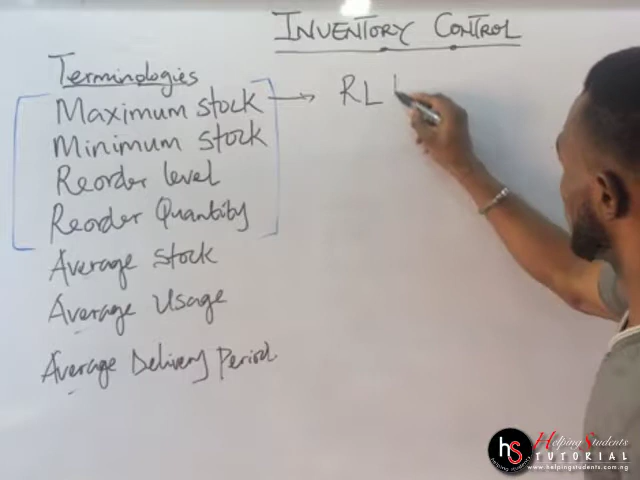 INVENTORY CONTROL
Terminologies
Maximum stock → RL
Minimum stock
Reorder level
Reorder Quantity
Average stock
Average Usage
Average Delivery Period
hS Helping Students
TUTORIAL
www.helpingstudents.com.ng